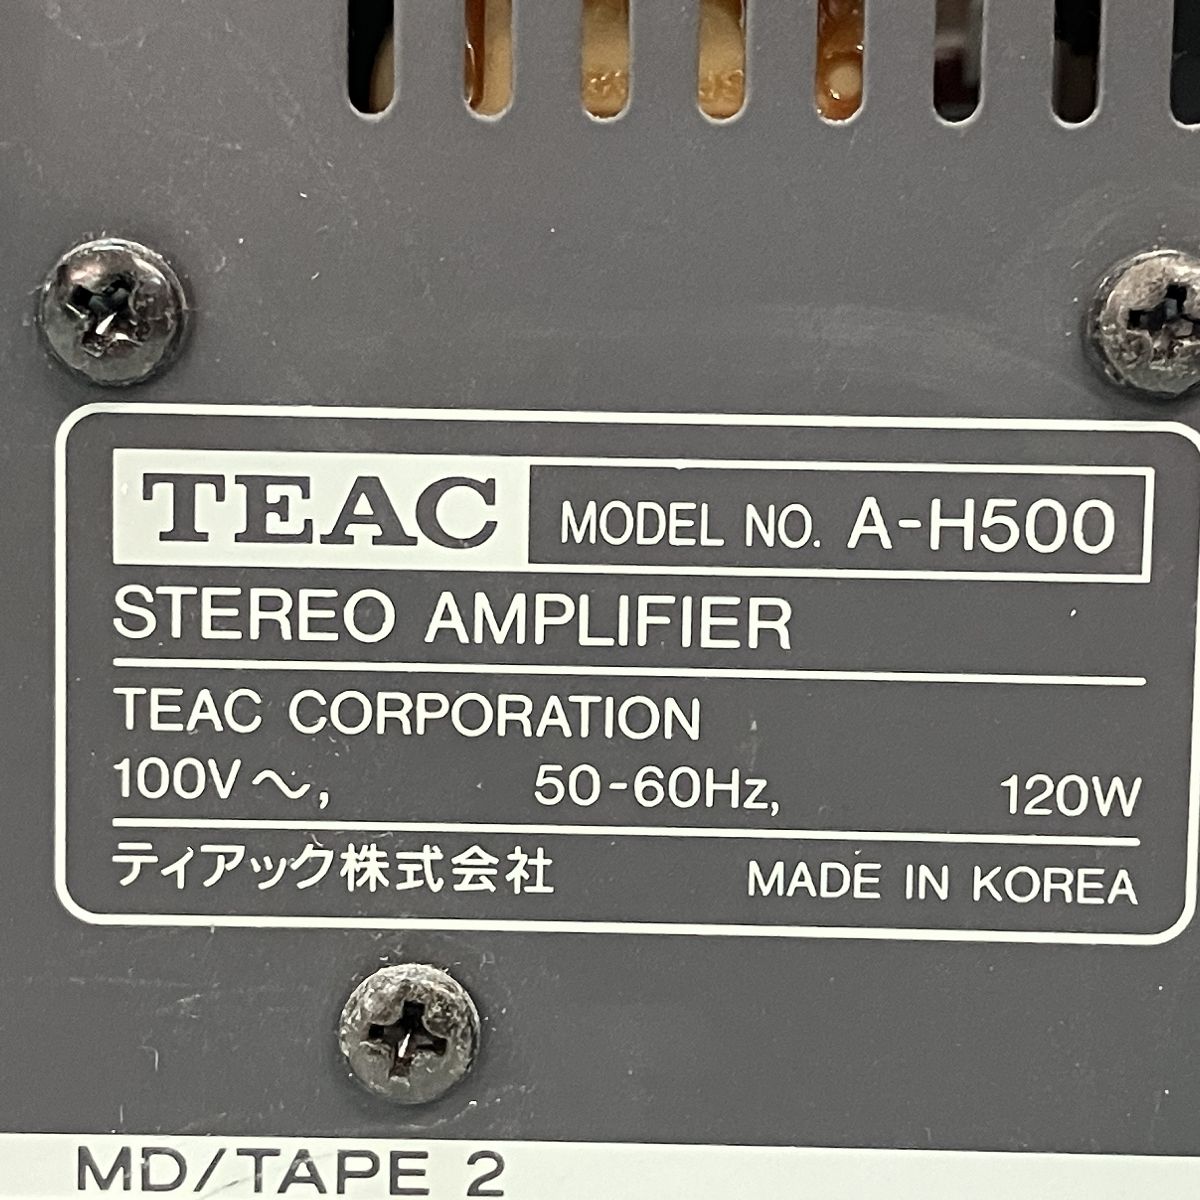 TEAC MODEL NO. A-H500
STEREO AMPLIFIER
TEAC CORPORATION
100V～, 50-60Hz, 120W
ティアック株式会社 MADE IN KOREA
MD/TAPE 2